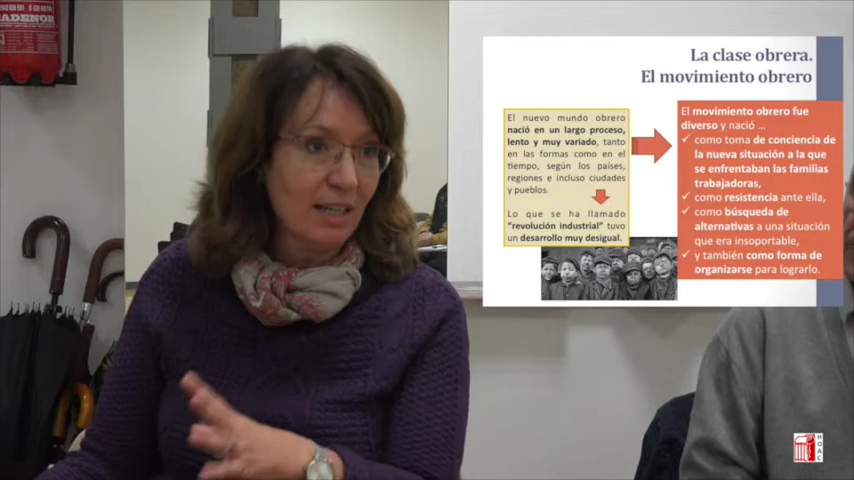 RADENOR
La clase obrera.
El movimiento obrero
El nuevo mundo obrero
nació en un largo proceso,
lento y muy variado, tanto
en las formas como en el
tiempo, según los países,
regiones e incluso ciudades
y pueblos.
Lo que se ha llamado
"revolución industrial" tuvo
un desarrollo muy desigual.
El movimiento obrero fue
diverso y nació ...
✓ como toma de conciencia de
la nueva situación a la que
se enfrentaban las familias
trabajadoras,
✓ como resistencia ante ella,
✓ como búsqueda de
alternativas a una situación
que era insoportable,
✓ y también como forma de
organizarse para lograrlo.
HOAC